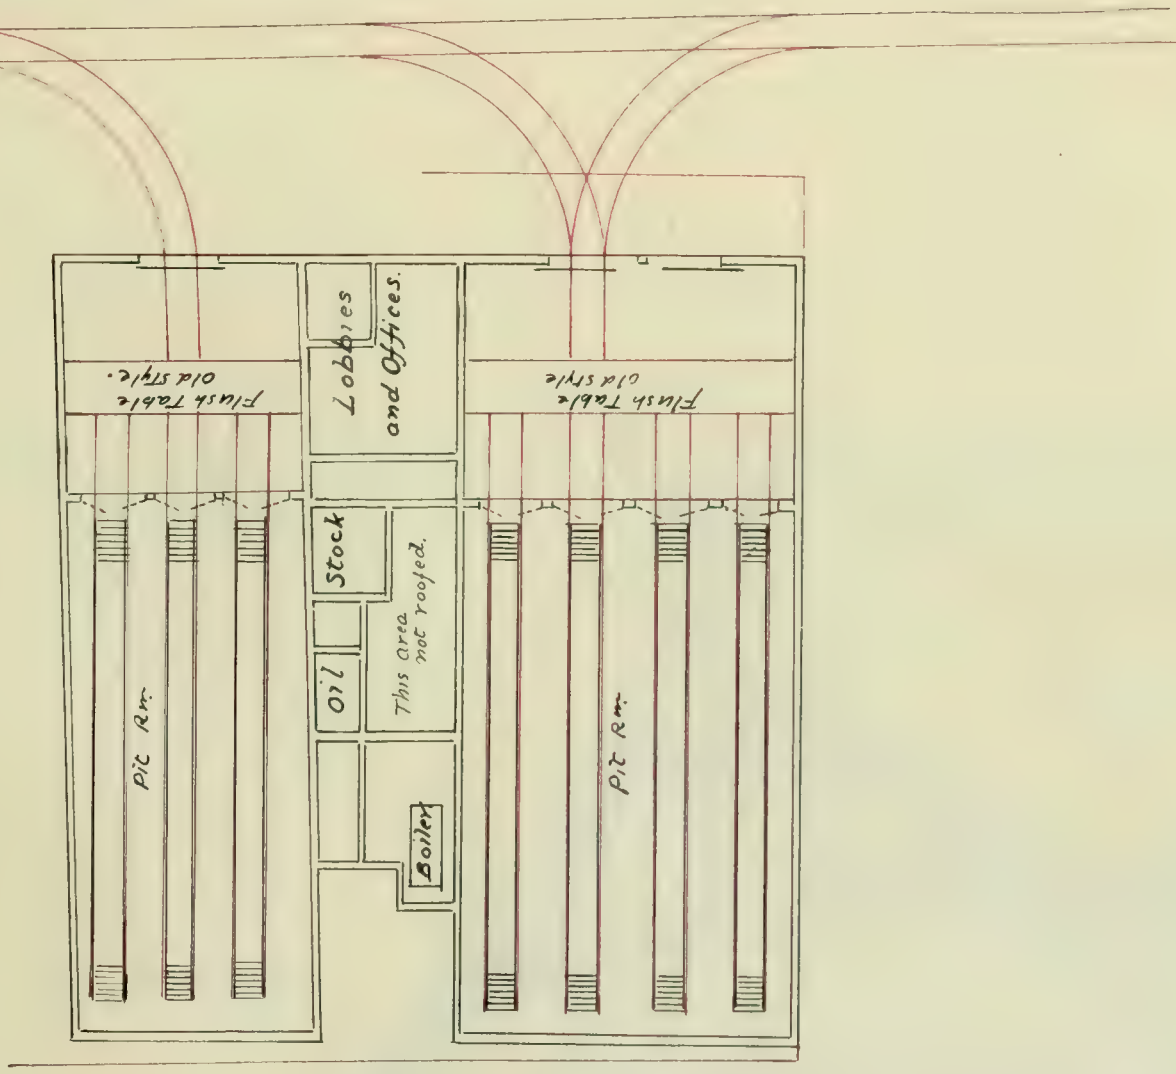 Flush Table
Old style.
Lobbies
and Offices.
Flush Table
Old style
Stock
This area
not roofed.
Oil
Pit Rm.
Pit Rm
Boiler